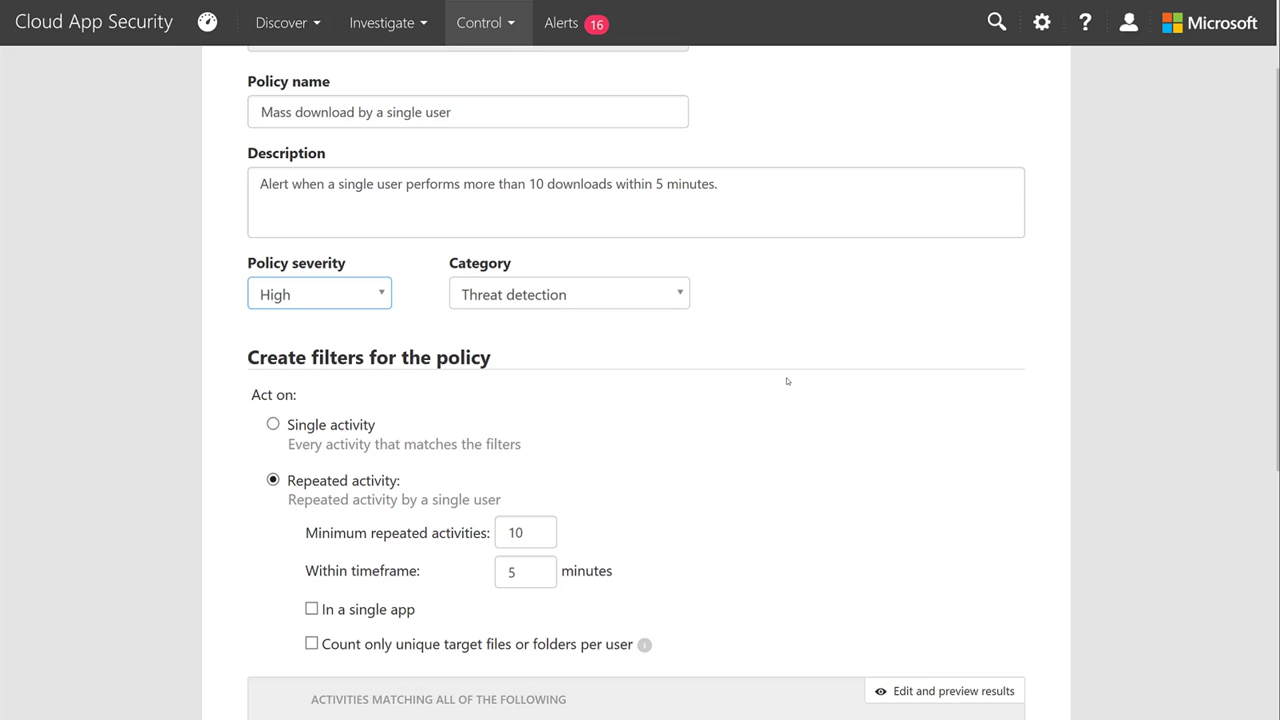 Cloud App Security Discover Investigate Control Alerts 16 ? Microsoft
Policy name
Mass download by a single user
Description
Alert when a single user performs more than 10 downloads within 5 minutes.
Policy severity Category
High Threat detection
Create filters for the policy
Act on:
Single activity
Every activity that matches the filters
Repeated activity:
Repeated activity by a single user
Minimum repeated activities: 10
Within timeframe: 5 minutes
In a single app
Count only unique target files or folders per user i
ACTIVITIES MATCHING ALL OF THE FOLLOWING Edit and preview results